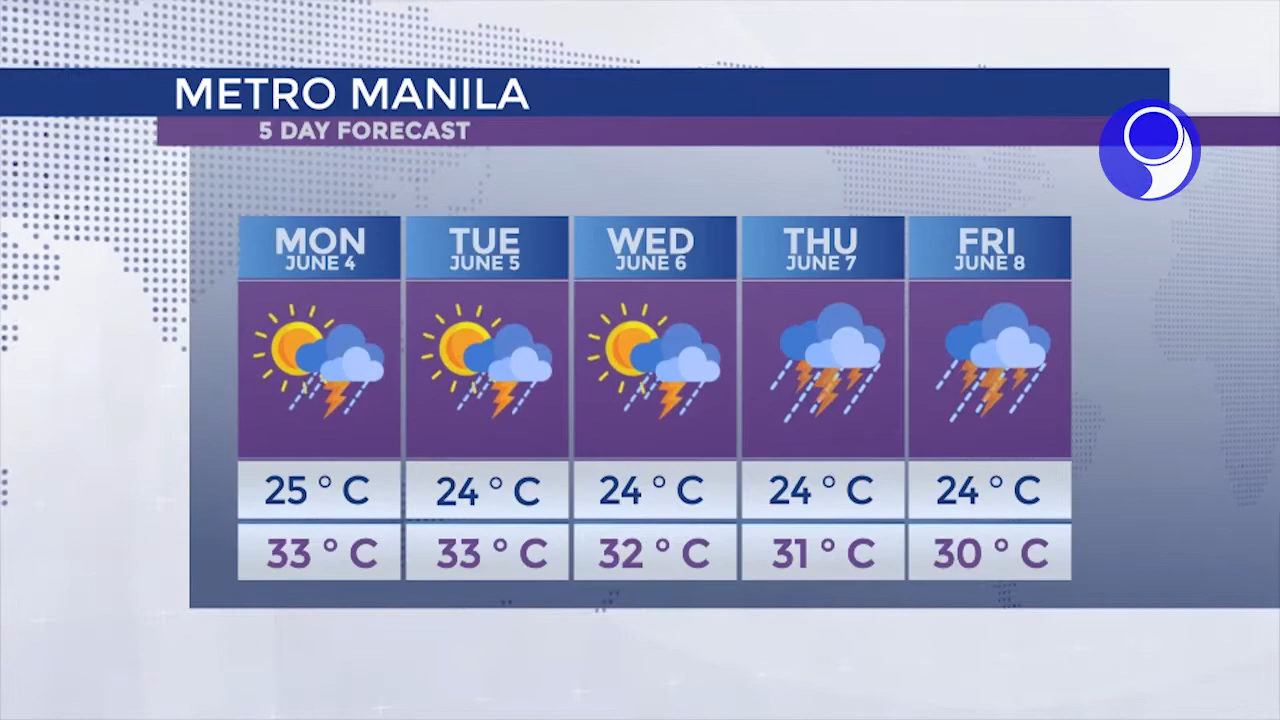 METRO MANILA
5 DAY FORECAST
MON TUE WED THU FRI
JUNE 4 JUNE 5 JUNE 6 JUNE 7 JUNE 8
25 ° C 24 ° C 24 ° C 24 ° C 24 ° C
33 ° C 33 ° C 32 ° C 31 ° C 30 ° C